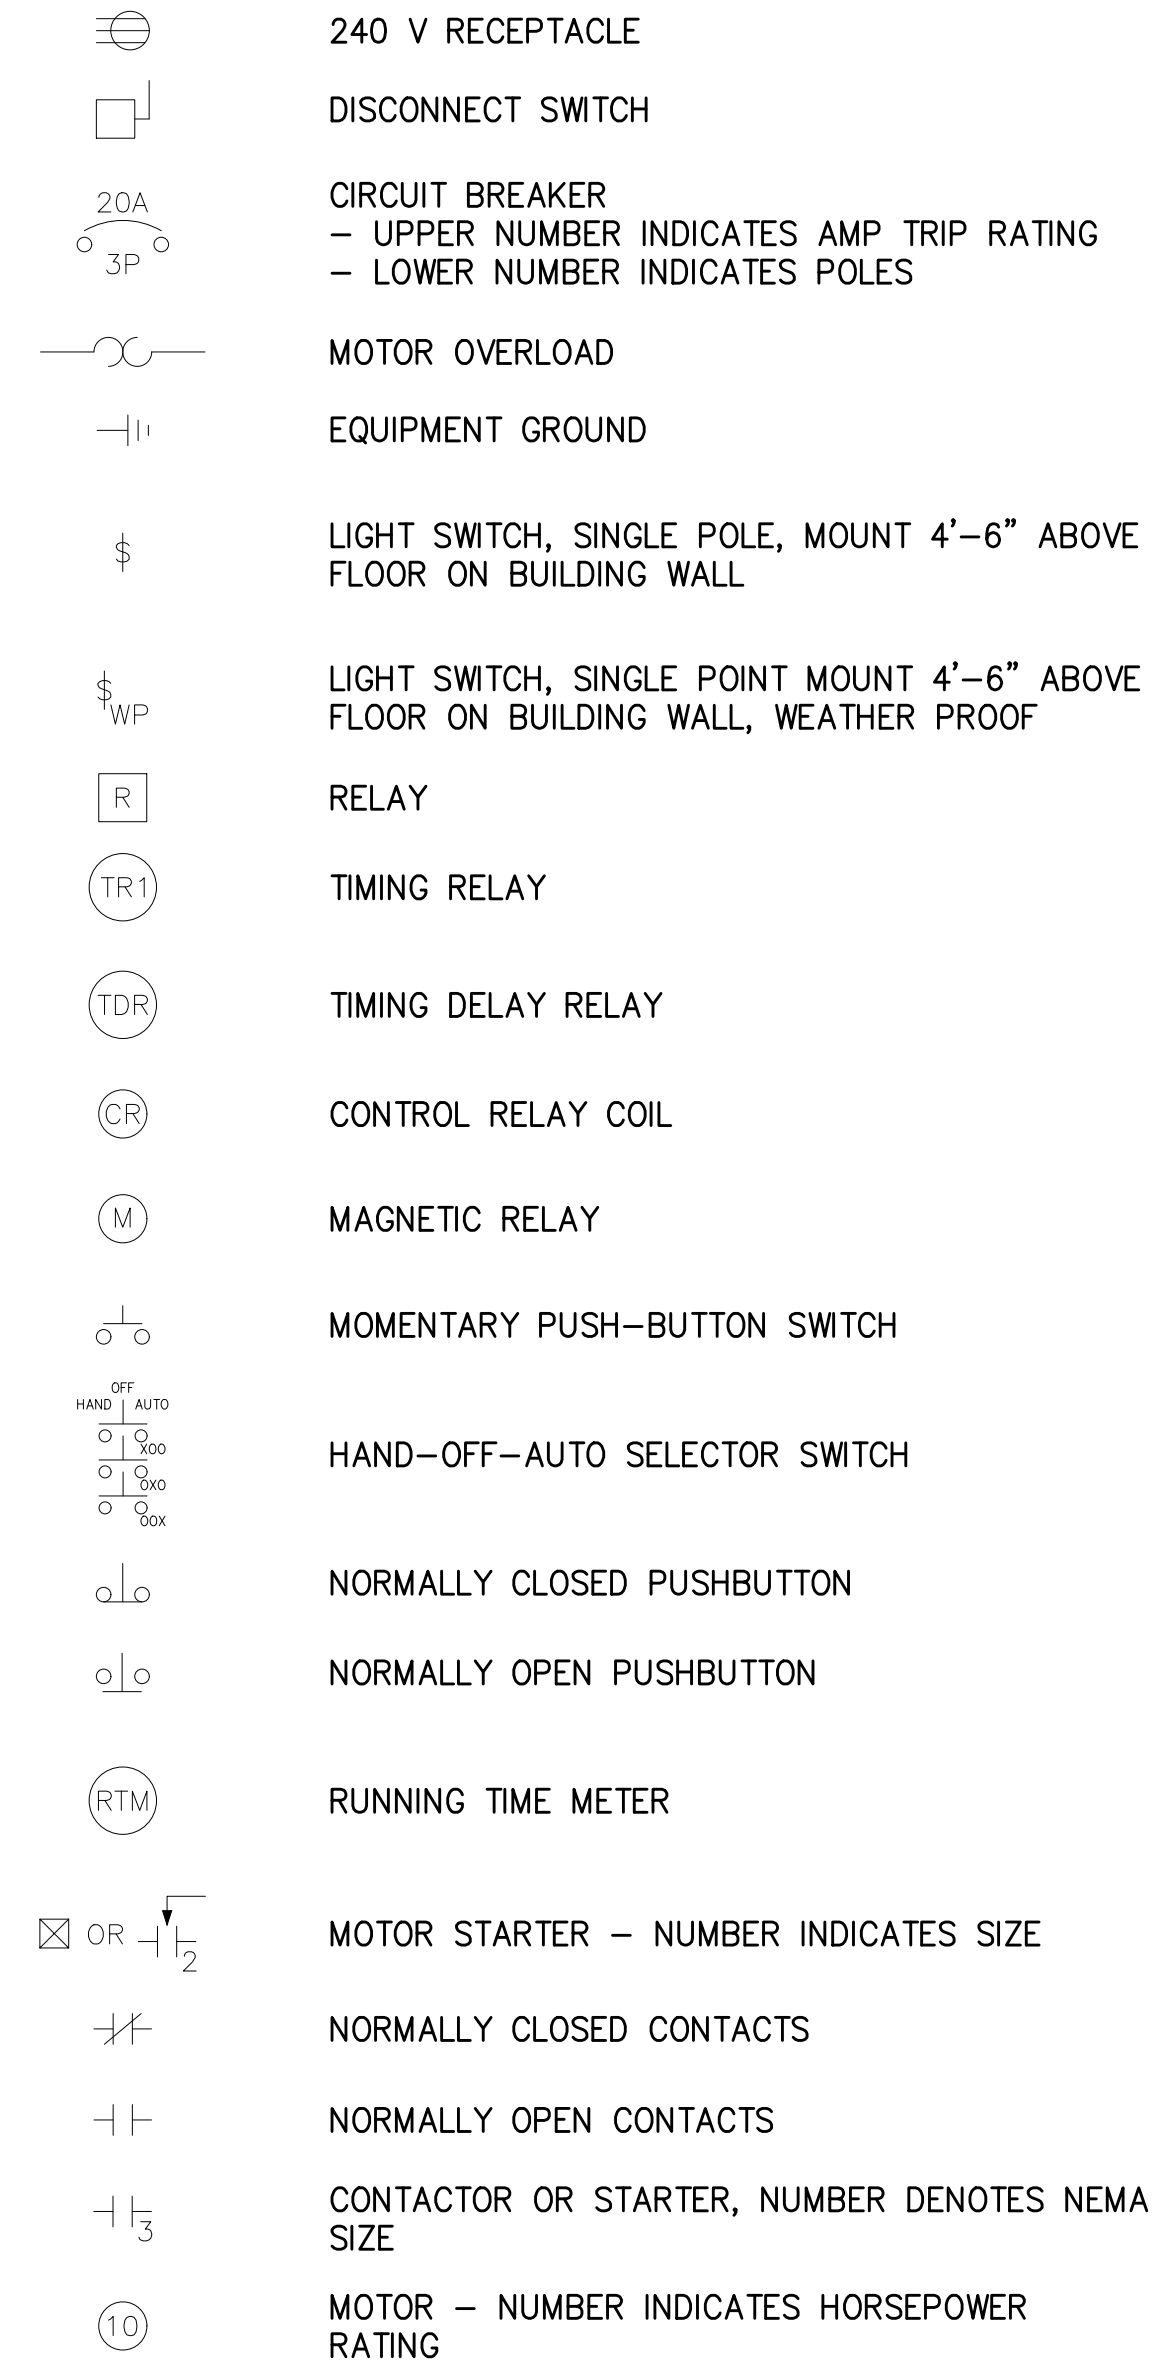 240 V RECEPTACLE
DISCONNECT SWITCH
20A
3P
CIRCUIT BREAKER
– UPPER NUMBER INDICATES AMP TRIP RATING
– LOWER NUMBER INDICATES POLES
MOTOR OVERLOAD
EQUIPMENT GROUND
$
LIGHT SWITCH, SINGLE POLE, MOUNT 4'–6" ABOVE
FLOOR ON BUILDING WALL
$WP
LIGHT SWITCH, SINGLE POINT MOUNT 4'–6" ABOVE
FLOOR ON BUILDING WALL, WEATHER PROOF
R
RELAY
TR1
TIMING RELAY
TDR
TIMING DELAY RELAY
CR
CONTROL RELAY COIL
M
MAGNETIC RELAY
MOMENTARY PUSH–BUTTON SWITCH
OFF
HAND AUTO
XOO
OXO
OOX
HAND–OFF–AUTO SELECTOR SWITCH
NORMALLY CLOSED PUSHBUTTON
NORMALLY OPEN PUSHBUTTON
RTM
RUNNING TIME METER
OR
2
MOTOR STARTER – NUMBER INDICATES SIZE
NORMALLY CLOSED CONTACTS
NORMALLY OPEN CONTACTS
3
CONTACTOR OR STARTER, NUMBER DENOTES NEMA
SIZE
10
MOTOR – NUMBER INDICATES HORSEPOWER
RATING